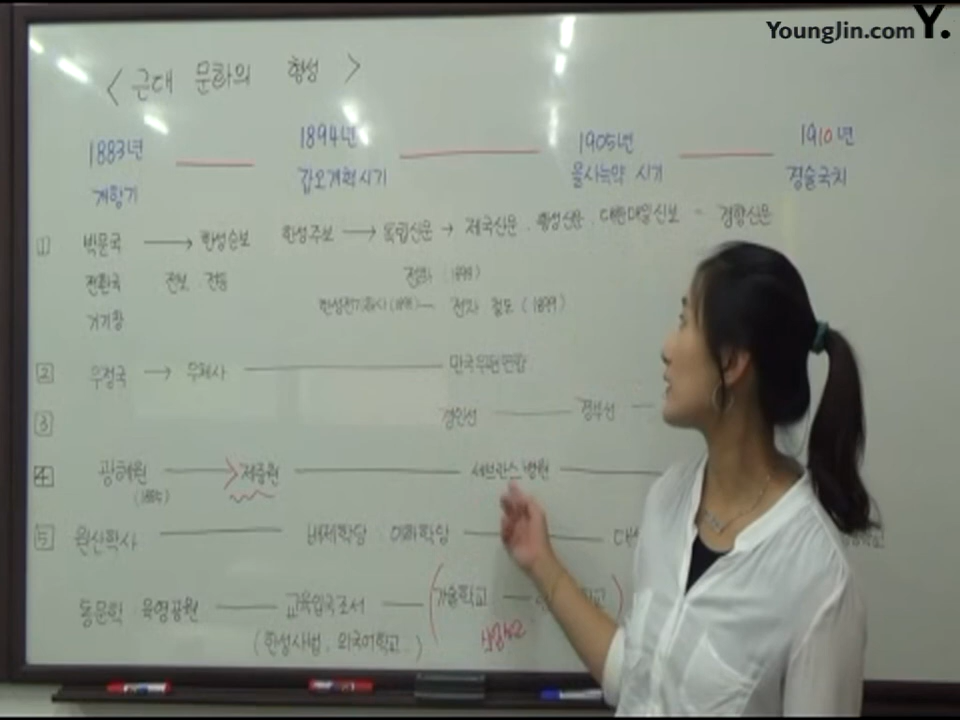 YoungJin.com Y.
< 근대 문화의 형성 >
1883년 1894년 1905년 1910년
개항기 갑오개혁시기 을사늑약 시기 경술국치
1 박문국 → 한성순보 한성주보 → 독립신문 → 제국신문 . 황성신문 . 대한매일신보 - 경향신문
전환국 전보 . 전등 전화 (1898)
기기창 한성전기회사(1898) — 전차 철도 (1899)
2 우정국 → 우체사 — 만국우편연합
3 경인선 — 경부선 —
4 광혜원 → 제중원 — 세브란스병원 —
(1885)
5 원산학사 — 배제학당 이화학당 —
동문학 육영공원 — 교육입국조서 — (기술학교 —
(한성사범, 외국어학교 )